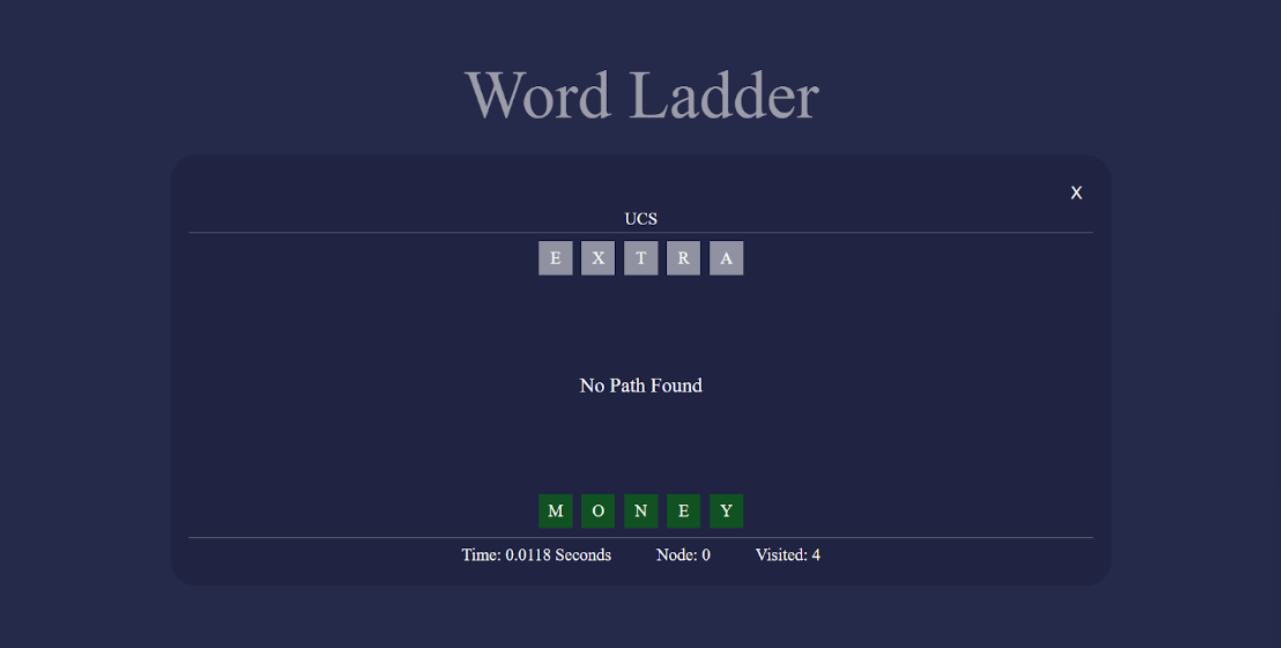 Word Ladder
X
UCS
E X T R A
No Path Found
M O N E Y
Time: 0.0118 Seconds Node: 0 Visited: 4